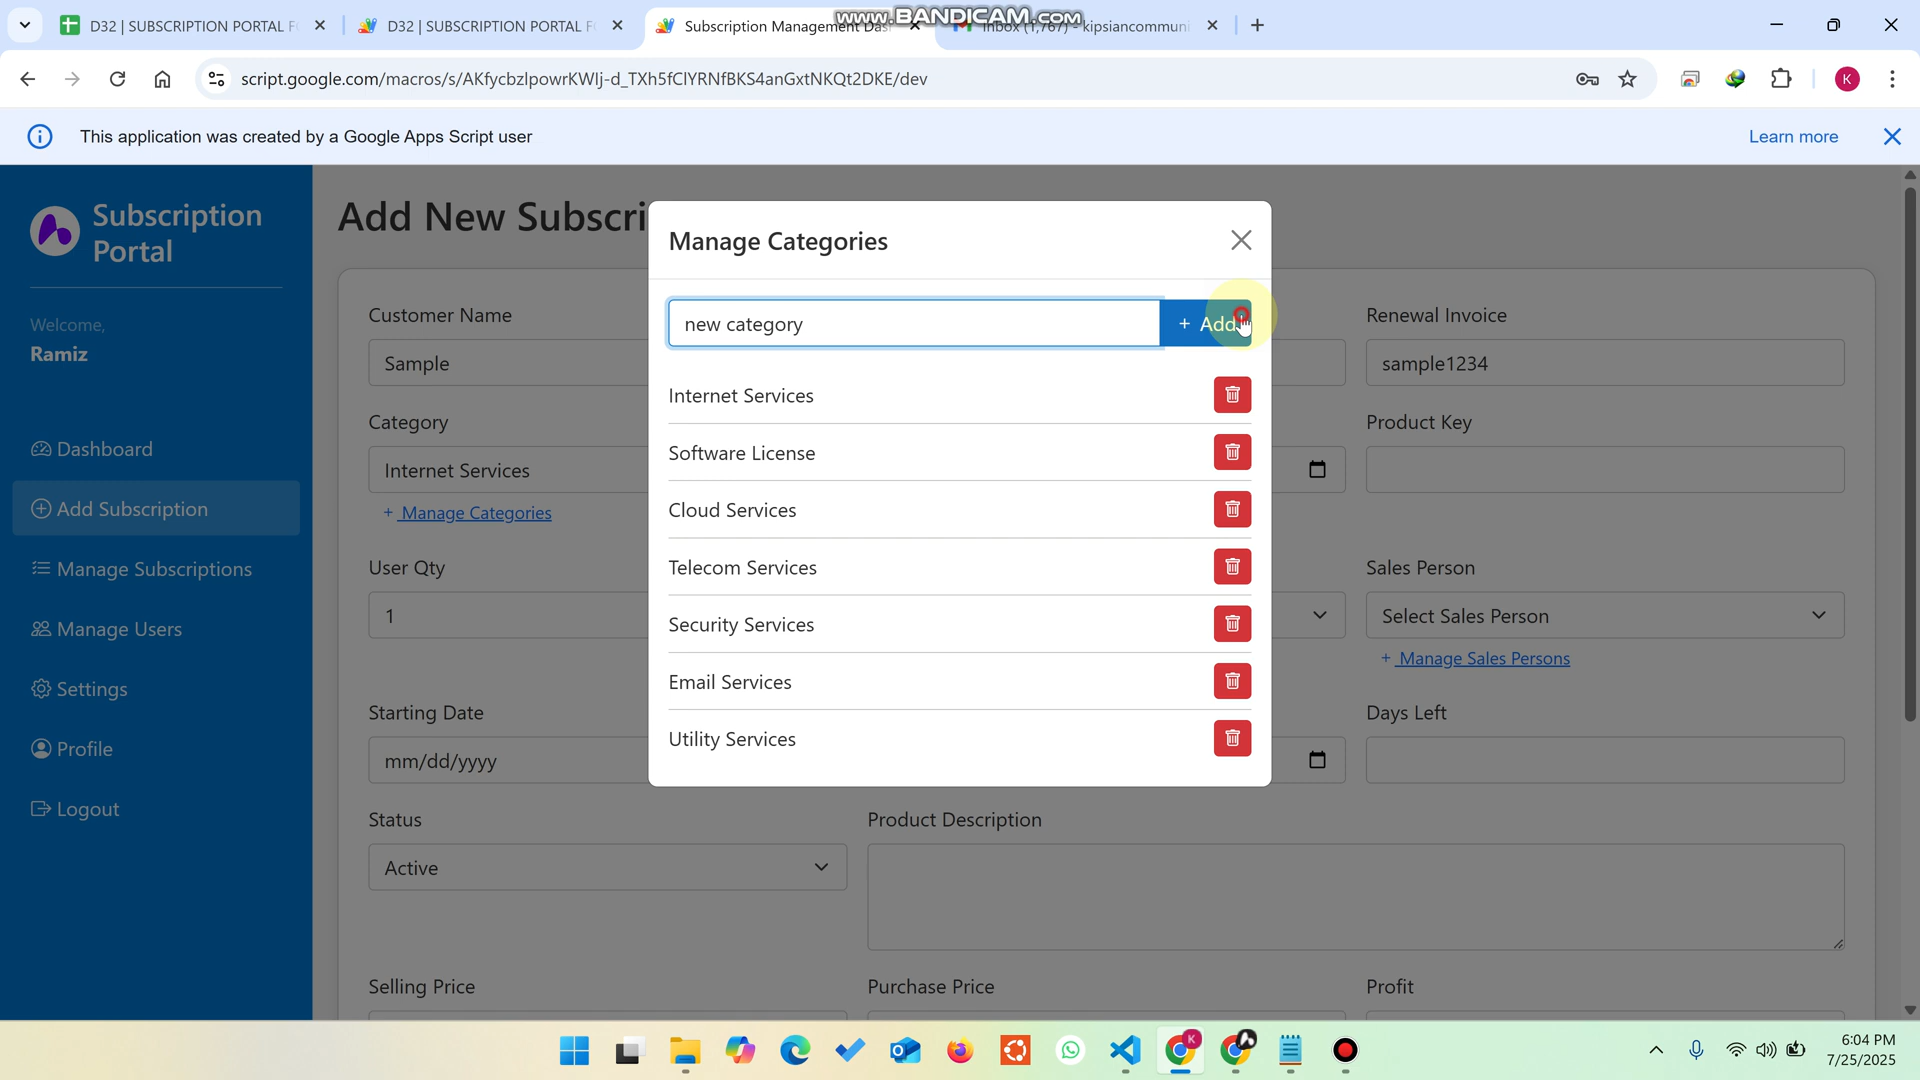 D32 | SUBSCRIPTION PORTAL F
D32 | SUBSCRIPTION PORTAL F
Subscription Management Das
Inbox (1,767) - kipsiancommuni
www.BANDICAM.com
script.google.com/macros/s/AKfycbzlpowrKWIj-d_TXh5fClYRNfBKS4anGxtNKQt2DKE/dev
K
This application was created by a Google Apps Script user
Learn more
Subscription
Portal
Welcome,
Ramiz
Dashboard
Add Subscription
Manage Subscriptions
Manage Users
Settings
Profile
Logout
Add New Subscri
Customer Name
Sample
Renewal Invoice
sample1234
Category
Internet Services
+ Manage Categories
Product Key
User Qty
1
Sales Person
Select Sales Person
+ Manage Sales Persons
Starting Date
mm/dd/yyyy
Days Left
Status
Active
Product Description
Selling Price
Purchase Price
Profit
Manage Categories
new category
+ Add
Internet Services
Software License
Cloud Services
Telecom Services
Security Services
Email Services
Utility Services
6:04 PM
7/25/2025